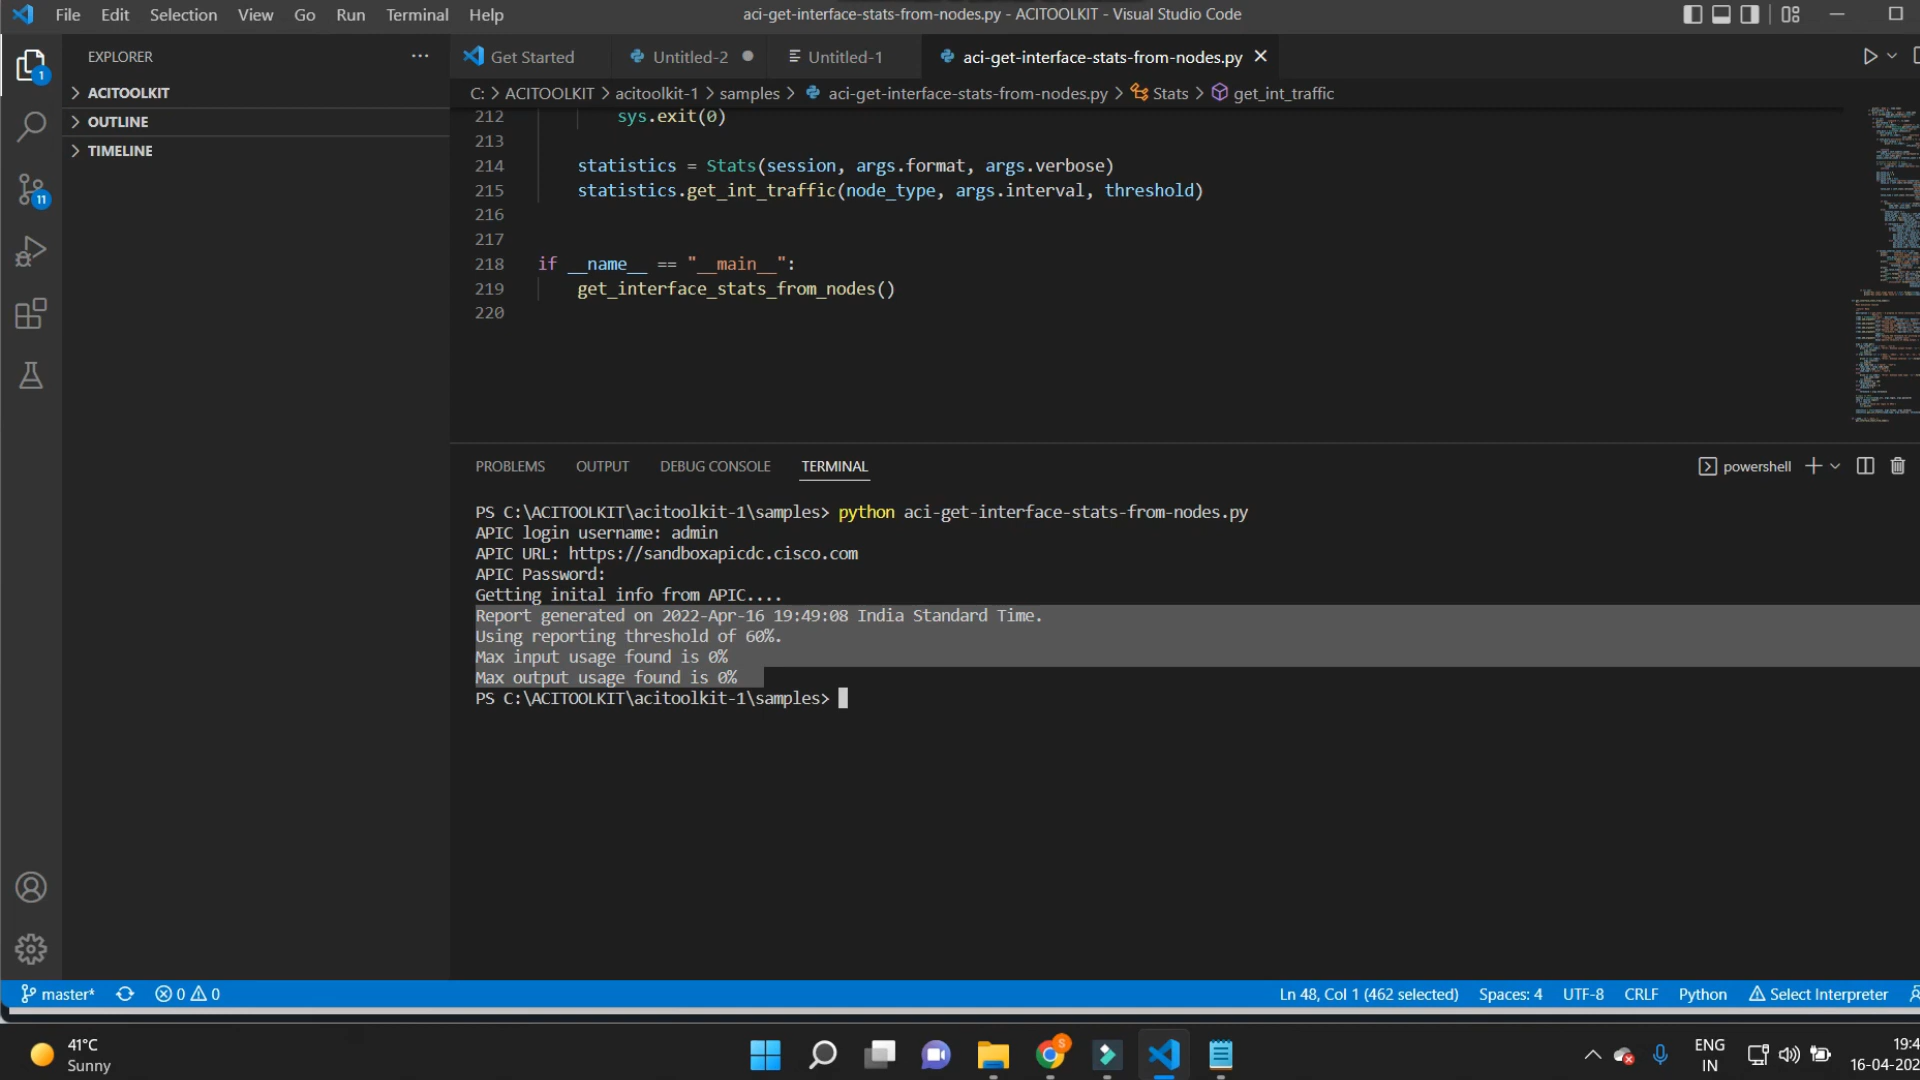 File Edit Selection View Go Run Terminal Help
aci-get-interface-stats-from-nodes.py - ACITOOLKIT - Visual Studio Code
EXPLORER
ACITOOLKIT
OUTLINE
TIMELINE
1
11
Get Started Untitled-2 Untitled-1 aci-get-interface-stats-from-nodes.py
C: > ACITOOLKIT > acitoolkit-1 > samples > aci-get-interface-stats-from-nodes.py > Stats > get_int_traffic
212 sys.exit(0)
213
214 statistics = Stats(session, args.format, args.verbose)
215 statistics.get_int_traffic(node_type, args.interval, threshold)
216
217
218 if __name__ == "__main__":
219 get_interface_stats_from_nodes()
220
PROBLEMS OUTPUT DEBUG CONSOLE TERMINAL
powershell
PS C:\ACITOOLKIT\acitoolkit-1\samples> python aci-get-interface-stats-from-nodes.py
APIC login username: admin
APIC URL: https://sandboxapicdc.cisco.com
APIC Password:
Getting inital info from APIC....
Report generated on 2022-Apr-16 19:49:08 India Standard Time.
Using reporting threshold of 60%.
Max input usage found is 0%
Max output usage found is 0%
PS C:\ACITOOLKIT\acitoolkit-1\samples>
master* 0 0
Ln 48, Col 1 (462 selected) Spaces: 4 UTF-8 CRLF Python Select Interpreter
41°C
Sunny
S
ENG
IN
19:4
16-04-202